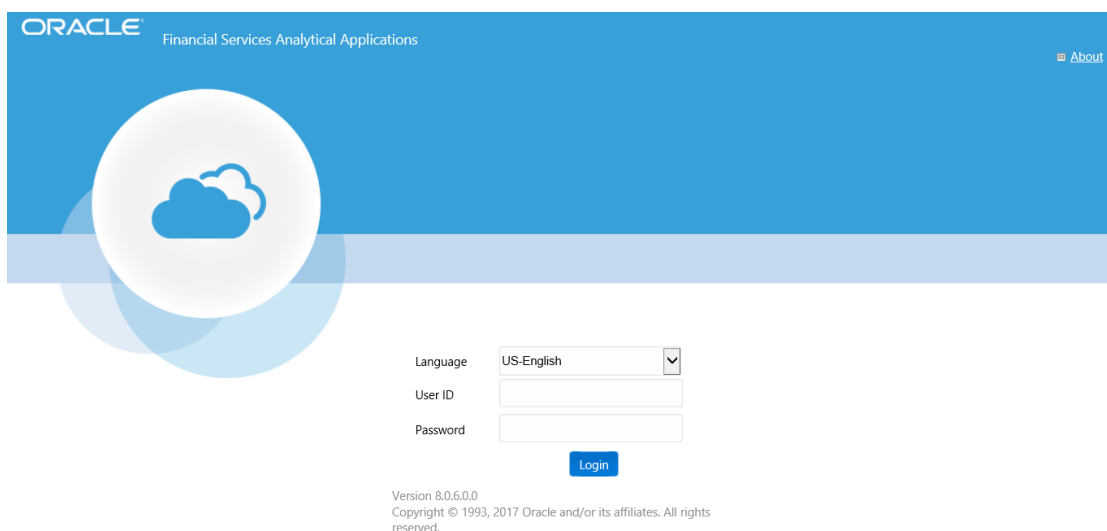 ORACLE
Financial Services Analytical Applications
About
Language US-English
User ID
Password
Login
Version 8.0.6.0.0
Copyright © 1993, 2017 Oracle and/or its affiliates. All rights
reserved.